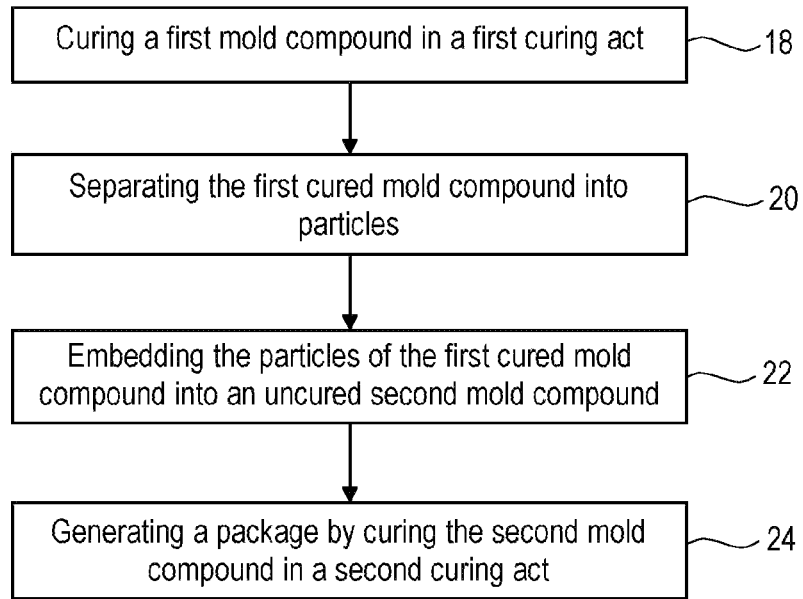 Curing a first mold compound in a first curing act
18
Separating the first cured mold compound into
particles
20
Embedding the particles of the first cured mold
compound into an uncured second mold compound
22
Generating a package by curing the second mold
compound in a second curing act
24